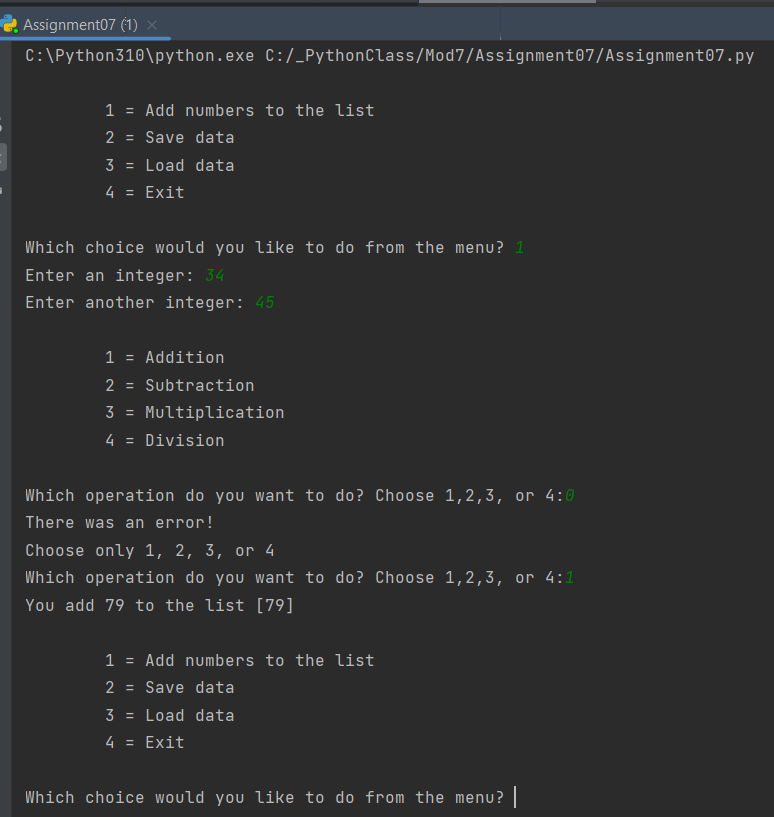 Assignment07 (1)
C:\Python310\python.exe C:/_PythonClass/Mod7/Assignment07/Assignment07.py
1 = Add numbers to the list
2 = Save data
3 = Load data
4 = Exit
Which choice would you like to do from the menu? 1
Enter an integer: 34
Enter another integer: 45
1 = Addition
2 = Subtraction
3 = Multiplication
4 = Division
Which operation do you want to do? Choose 1,2,3, or 4:0
There was an error!
Choose only 1, 2, 3, or 4
Which operation do you want to do? Choose 1,2,3, or 4:1
You add 79 to the list [79]
1 = Add numbers to the list
2 = Save data
3 = Load data
4 = Exit
Which choice would you like to do from the menu?